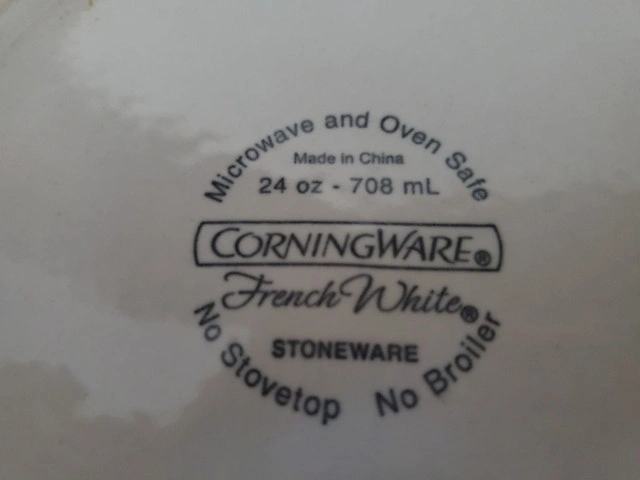 Microwave and Oven Safe
Made in China
24 oz - 708 mL
CORNINGWARE®
French White®
STONEWARE
No Stovetop No Broiler